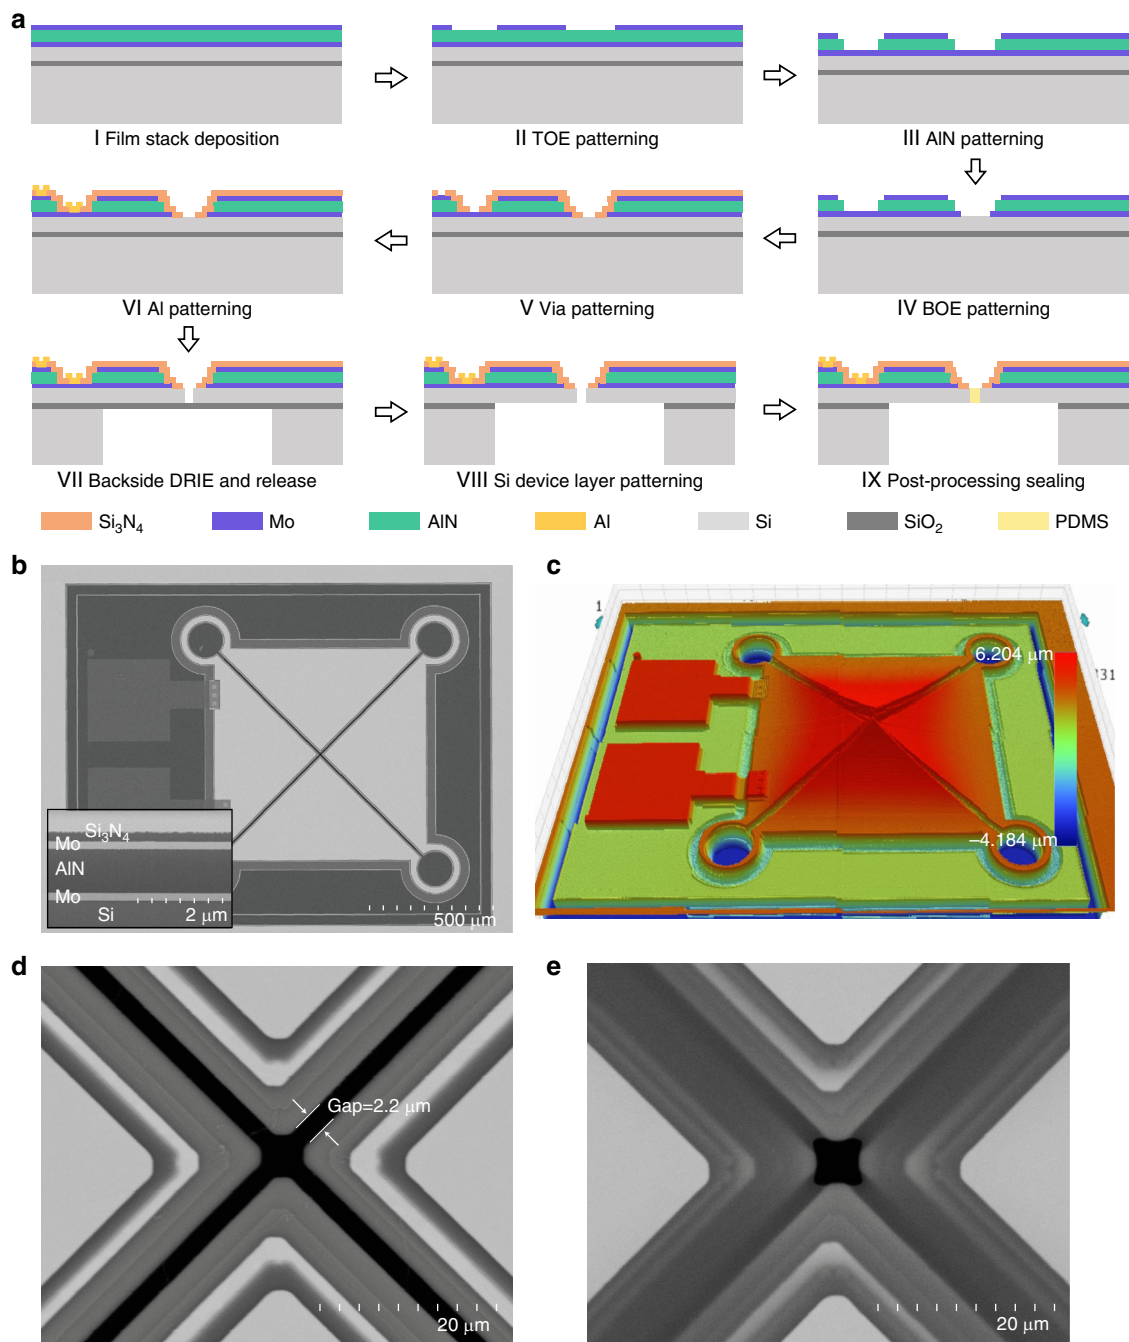 a
I Film stack deposition
II TOE patterning
III AlN patterning
VI Al patterning
V Via patterning
IV BOE patterning
VII Backside DRIE and release
VIII Si device layer patterning
IX Post-processing sealing
Si₃N₄ Mo AlN Al Si SiO₂ PDMS
b
Si₃N₄
Mo
AlN
Mo
Si
2 μm
500 μm
c
1
6.204 μm
331
−4.184 μm
d
Gap=2.2 μm
20 μm
e
20 μm